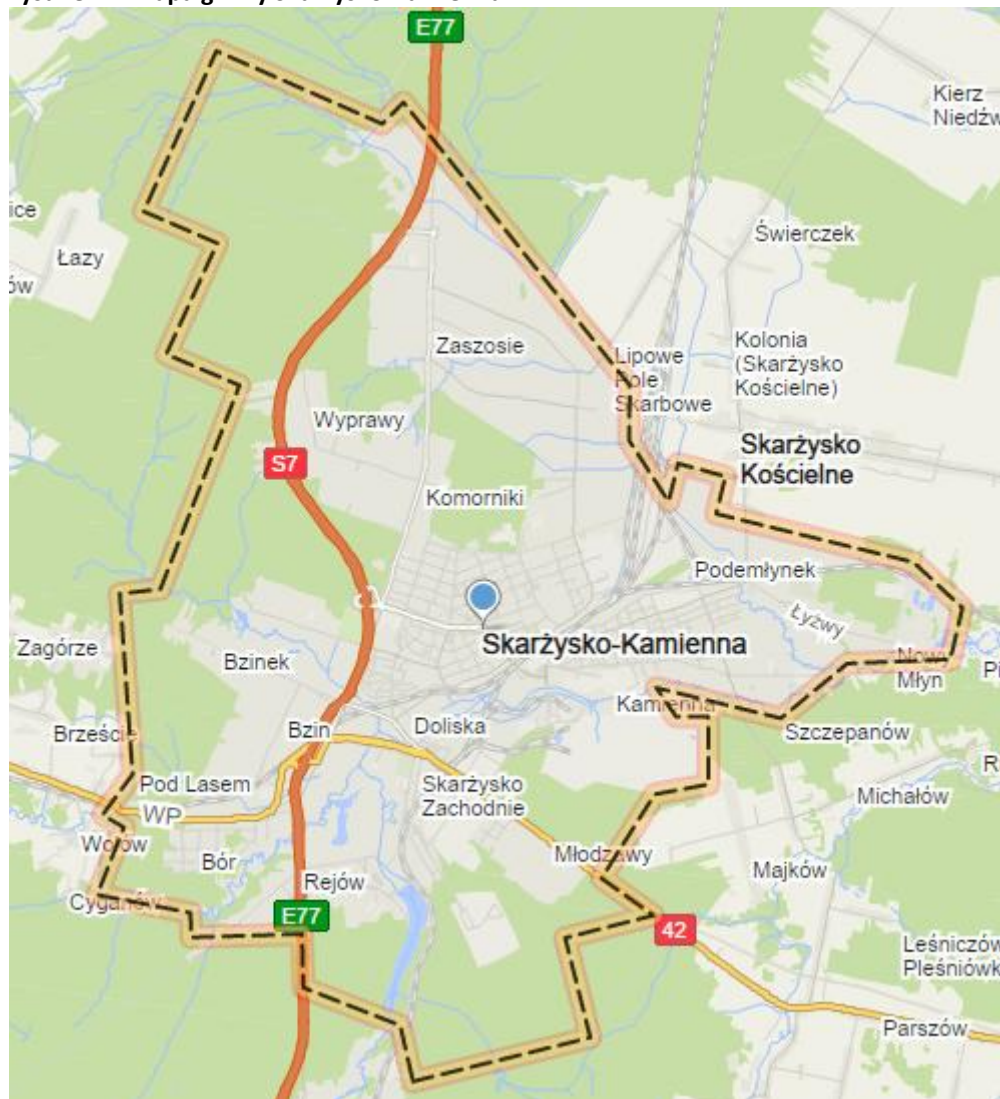 E77
Kierz
Niedźw
ice
Łazy
ów
Świerczek
Zaszosie
Lipowe
Pole
Skarbowe
Kolonia
(Skarżysko
Kościelne)
Wyprawy
S7
Skarżysko
Kościelne
Komorniki
Podemłynek
Łyżwy
Skarżysko-Kamienna
Zagórze
Bzinek
Nowy
Młyn
Pi
Kamienna
Brzeście
Bzin
Doliska
Szczepanów
R
Pod Lasem
WP
Skarżysko
Zachodnie
Michałów
Wołów
Bór
Młodzawy
Majków
Rejów
Cyganów
E77
42
Leśniczów
Pleśniówk
Parszów